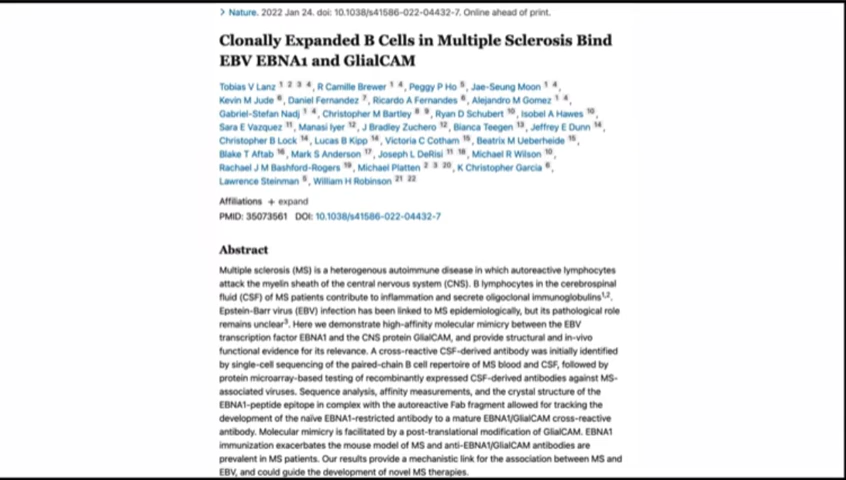 > Nature. 2022 Jan 24. doi: 10.1038/s41586-022-04432-7. Online ahead of print.
Clonally Expanded B Cells in Multiple Sclerosis Bind
EBV EBNA1 and GlialCAM
Tobias V Lanz 1 2 3 4, R Camille Brewer 1 4, Peggy P Ho 5, Jae-Seung Moon 1 4,
Kevin M Jude 6, Daniel Fernandez 7, Ricardo A Fernandes 6, Alejandro M Gomez 1 4,
Gabriel-Stefan Nadj 1 4, Christopher M Bartley 8 9, Ryan D Schubert 10, Isobel A Hawes 10,
Sara E Vazquez 11, Manasi Iyer 12, J Bradley Zuchero 12, Bianca Teegen 13, Jeffrey E Dunn 14,
Christopher B Lock 14, Lucas B Kipp 14, Victoria C Cotham 15, Beatrix M Ueberheide 15,
Blake T Aftab 16, Mark S Anderson 17, Joseph L DeRisi 11 18, Michael R Wilson 10,
Rachael J M Bashford-Rogers 19, Michael Platten 2 3 20, K Christopher Garcia 6,
Lawrence Steinman 5, William H Robinson 21 22
Affiliations + expand
PMID: 35073561 DOI: 10.1038/s41586-022-04432-7
Abstract
Multiple sclerosis (MS) is a heterogenous autoimmune disease in which autoreactive lymphocytes
attack the myelin sheath of the central nervous system (CNS). B lymphocytes in the cerebrospinal
fluid (CSF) of MS patients contribute to inflammation and secrete oligoclonal immunoglobulins1,2.
Epstein-Barr virus (EBV) infection has been linked to MS epidemiologically, but its pathological role
remains unclear3. Here we demonstrate high-affinity molecular mimicry between the EBV
transcription factor EBNA1 and the CNS protein GlialCAM, and provide structural and in-vivo
functional evidence for its relevance. A cross-reactive CSF-derived antibody was initially identified
by single-cell sequencing of the paired-chain B cell repertoire of MS blood and CSF, followed by
protein microarray-based testing of recombinantly expressed CSF-derived antibodies against MS-
associated viruses. Sequence analysis, affinity measurements, and the crystal structure of the
EBNA1-peptide epitope in complex with the autoreactive Fab fragment allowed for tracking the
development of the naïve EBNA1-restricted antibody to a mature EBNA1/GlialCAM cross-reactive
antibody. Molecular mimicry is facilitated by a post-translational modification of GlialCAM. EBNA1
immunization exacerbates the mouse model of MS and anti-EBNA1/GlialCAM antibodies are
prevalent in MS patients. Our results provide a mechanistic link for the association between MS and
EBV, and could guide the development of novel MS therapies.